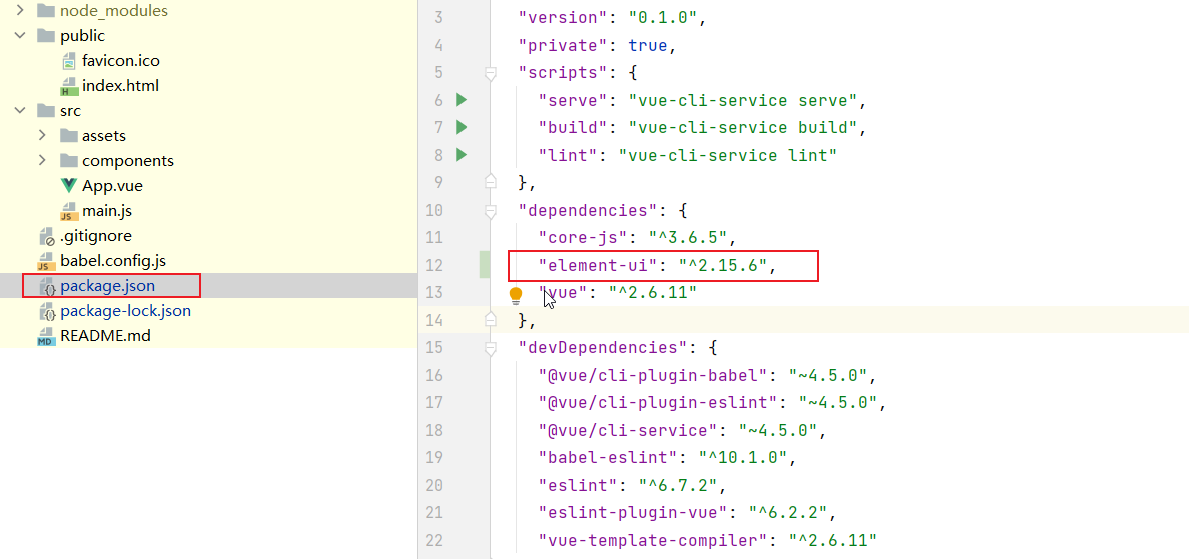 node_modules
public
favicon.ico
index.html
src
assets
components
App.vue
main.js
.gitignore
babel.config.js
package.json
package-lock.json
README.md
3 "version": "0.1.0",
4 "private": true,
5 "scripts": {
6 "serve": "vue-cli-service serve",
7 "build": "vue-cli-service build",
8 "lint": "vue-cli-service lint"
9 },
10 "dependencies": {
11 "core-js": "^3.6.5",
12 "element-ui": "^2.15.6",
13 "vue": "^2.6.11"
14 },
15 "devDependencies": {
16 "@vue/cli-plugin-babel": "~4.5.0",
17 "@vue/cli-plugin-eslint": "~4.5.0",
18 "@vue/cli-service": "~4.5.0",
19 "babel-eslint": "^10.1.0",
20 "eslint": "^6.7.2",
21 "eslint-plugin-vue": "^6.2.2",
22 "vue-template-compiler": "^2.6.11"